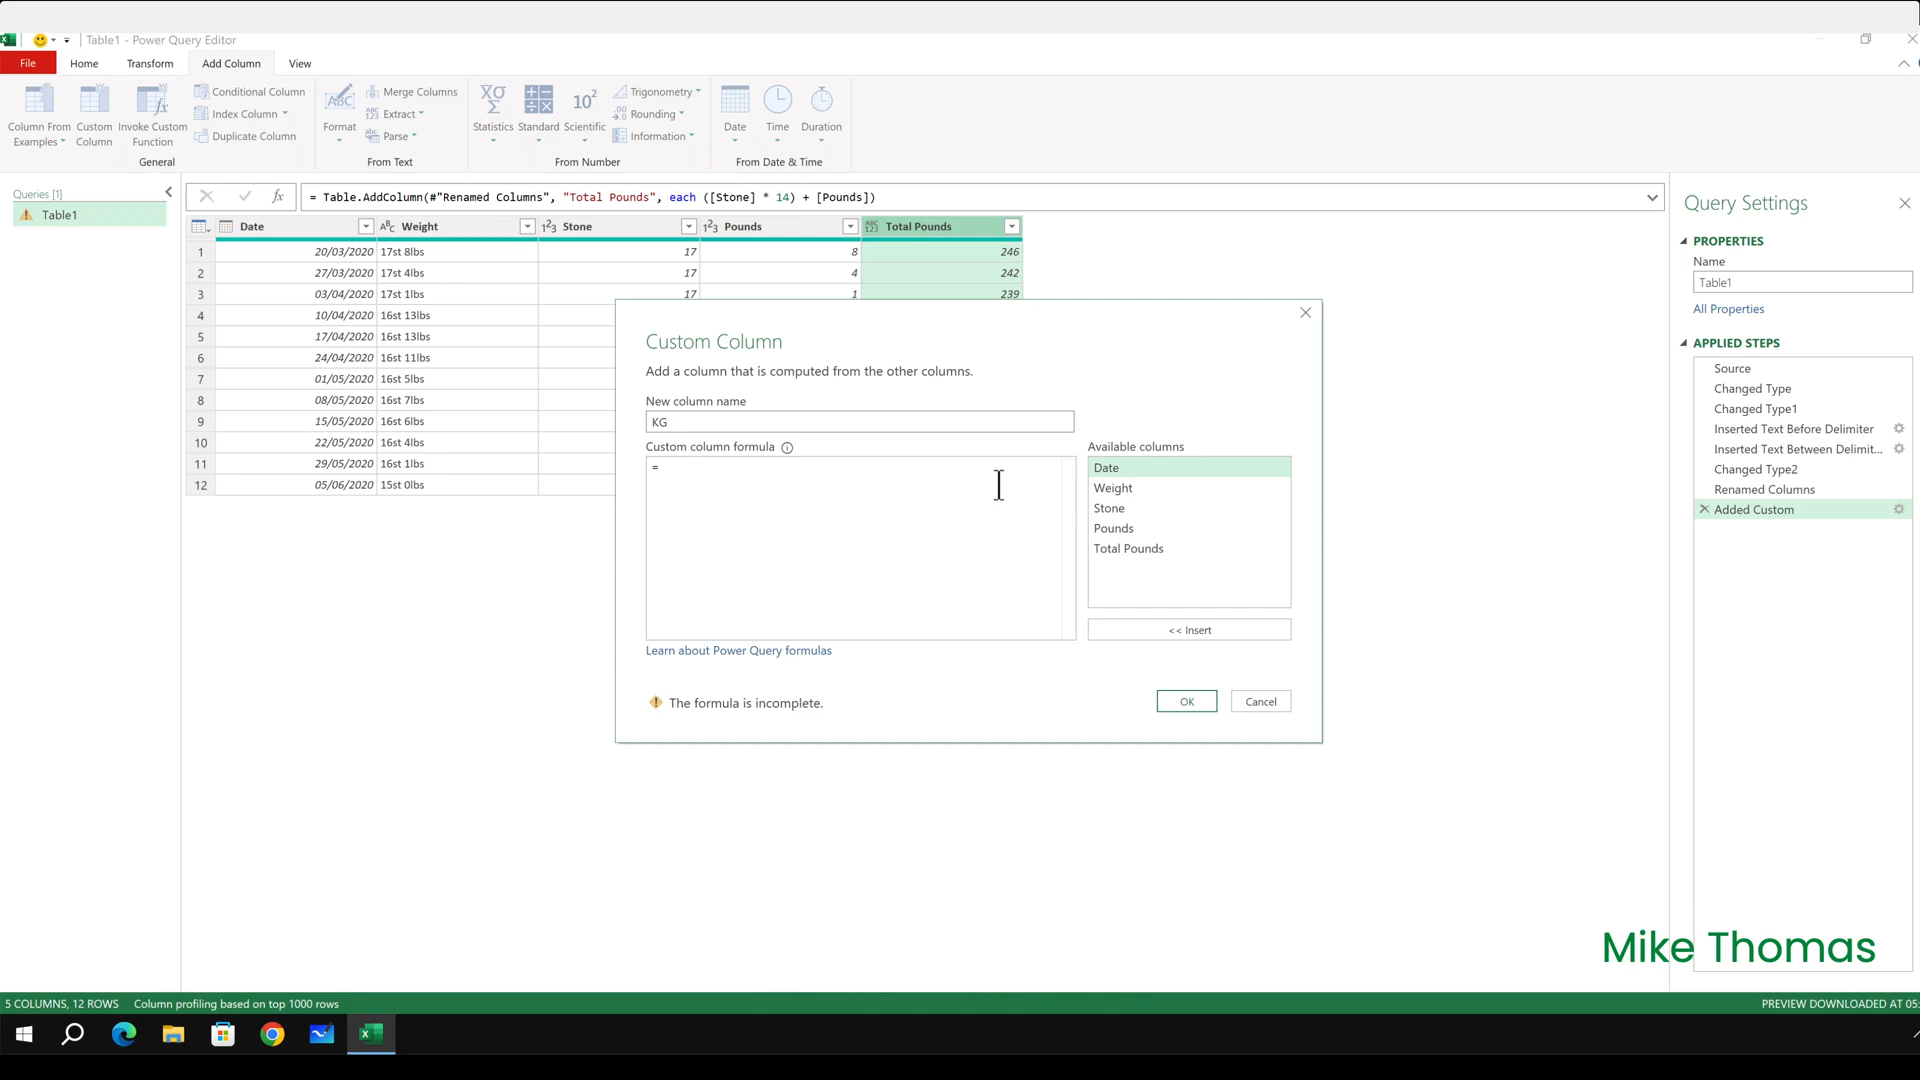 Table1 - Power Query Editor
File Home Transform Add Column View
Column From Examples
Custom Column
Invoke Custom Function
Conditional Column
Index Column
Duplicate Column
General
Format
Merge Columns
Extract
Parse
From Text
Statistics
Standard
Scientific
Trigonometry
Rounding
Information
From Number
Date
Time
Duration
From Date & Time
Queries [1]
Table1
fx = Table.AddColumn(#"Renamed Columns", "Total Pounds", each ([Stone] * 14) + [Pounds])
Date Weight Stone Pounds Total Pounds
1 20/03/2020 17st 8lbs 17 8 246
2 27/03/2020 17st 4lbs 17 4 242
3 03/04/2020 17st 1lbs 17 1 239
4 10/04/2020 16st 13lbs
5 17/04/2020 16st 13lbs
6 24/04/2020 16st 11lbs
7 01/05/2020 16st 5lbs
8 08/05/2020 16st 7lbs
9 15/05/2020 16st 6lbs
10 22/05/2020 16st 4lbs
11 29/05/2020 16st 1lbs
12 05/06/2020 15st 0lbs
Custom Column
Add a column that is computed from the other columns.
New column name
KG
Custom column formula
=
Available columns
Date
Weight
Stone
Pounds
Total Pounds
<< Insert
Learn about Power Query formulas
The formula is incomplete.
OK Cancel
Query Settings
PROPERTIES
Name
Table1
All Properties
APPLIED STEPS
Source
Changed Type
Changed Type1
Inserted Text Before Delimiter
Inserted Text Between Delimit...
Changed Type2
Renamed Columns
Added Custom
Mike Thomas
5 COLUMNS, 12 ROWS Column profiling based on top 1000 rows PREVIEW DOWNLOADED AT 05: